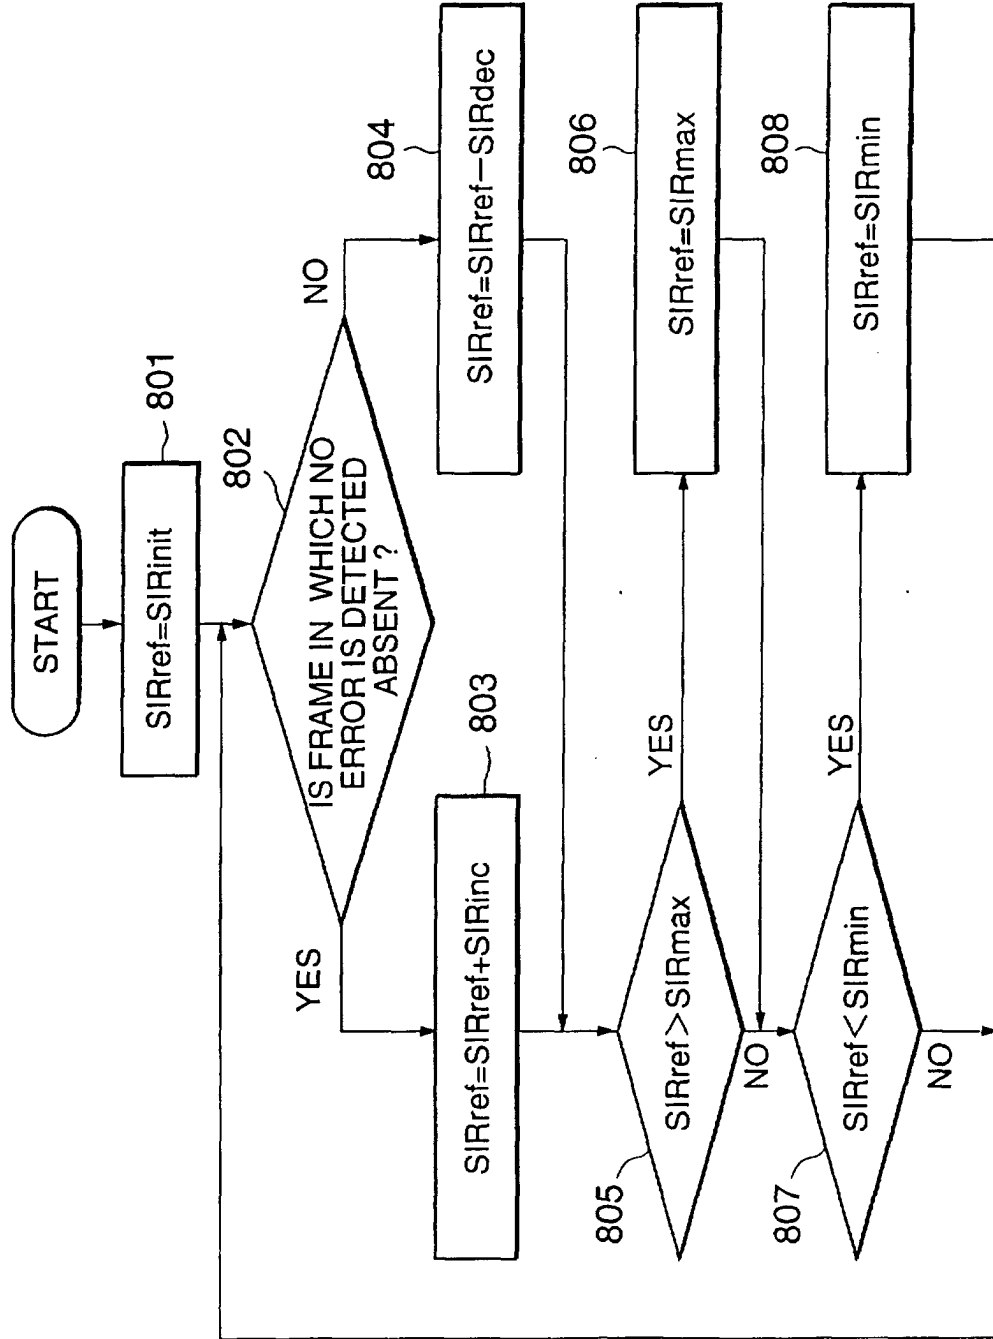 START
SIRref=SIRinit
801
802
IS FRAME IN WHICH NO
ERROR IS DETECTED
ABSENT ?
YES
NO
803
SIRref=SIRref+SIRinc
804
SIRref=SIRref−SIRdec
805
SIRref>SIRmax
YES
NO
806
SIRref=SIRmax
807
SIRref<SIRmin
YES
NO
808
SIRref=SIRmin